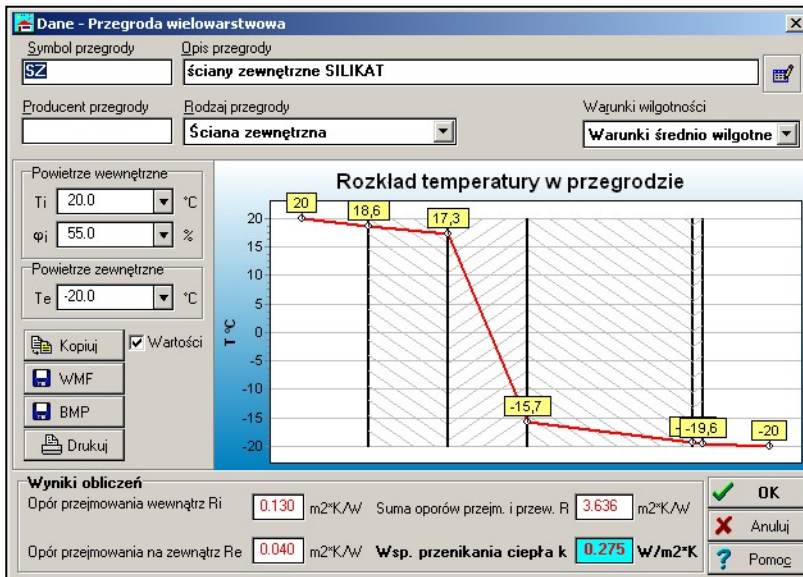 Dane - Przegroda wielowarstwowa
Symbol przegrody
Opis przegrody
SZ
ściany zewnętrzne SILIKAT
Producent przegrody
Rodzaj przegrody
Warunki wilgotności
Ściana zewnętrzna
Warunki średnio wilgotne
Powietrze wewnętrzne
Ti 20.0 °C
φi 55.0 %
Powietrze zewnętrzne
Te -20.0 °C
Kopiuj
Wartości
WMF
BMP
Drukuj
Rozkład temperatury w przegrodzie
T °C
20
15
10
5
0
-5
-10
-15
-20
20
18,6
17,3
-15,7
-19,6
-20
Wyniki obliczeń
Opór przejmowania wewnątrz Ri 0.130 m2*K/W Suma oporów przejm. i przew. R 3.636 m2*K/W
Opór przejmowania na zewnątrz Re 0.040 m2*K/W Wsp. przenikania ciepła k 0.275 W/m2*K
OK
Anuluj
Pomoc